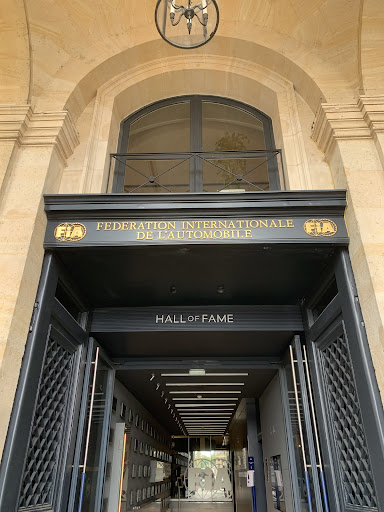 FIA
FEDERATION INTERNATIONALE
DE L'AUTOMOBILE
FIA
HALL OF FAME